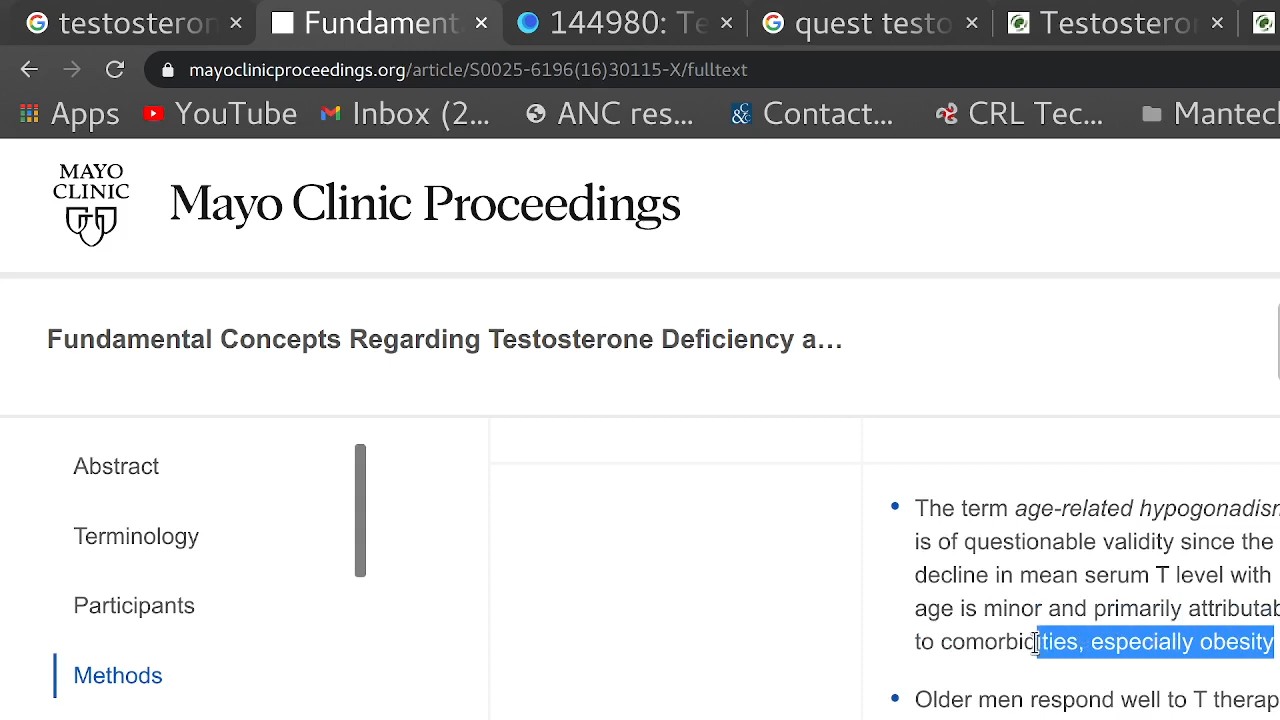 testosteron
Fundament
144980: Te
quest testo
Testosteron
mayoclinicproceedings.org/article/S0025-6196(16)30115-X/fulltext
Apps
YouTube
Inbox (2...
ANC res...
Contact...
CRL Tec...
Mantech
MAYO
CLINIC
Mayo Clinic Proceedings
Fundamental Concepts Regarding Testosterone Deficiency a...
Abstract
Terminology
Participants
Methods
• The term age-related hypogonadism
is of questionable validity since the
decline in mean serum T level with
age is minor and primarily attributab
to comorbidities, especially obesity
• Older men respond well to T therap